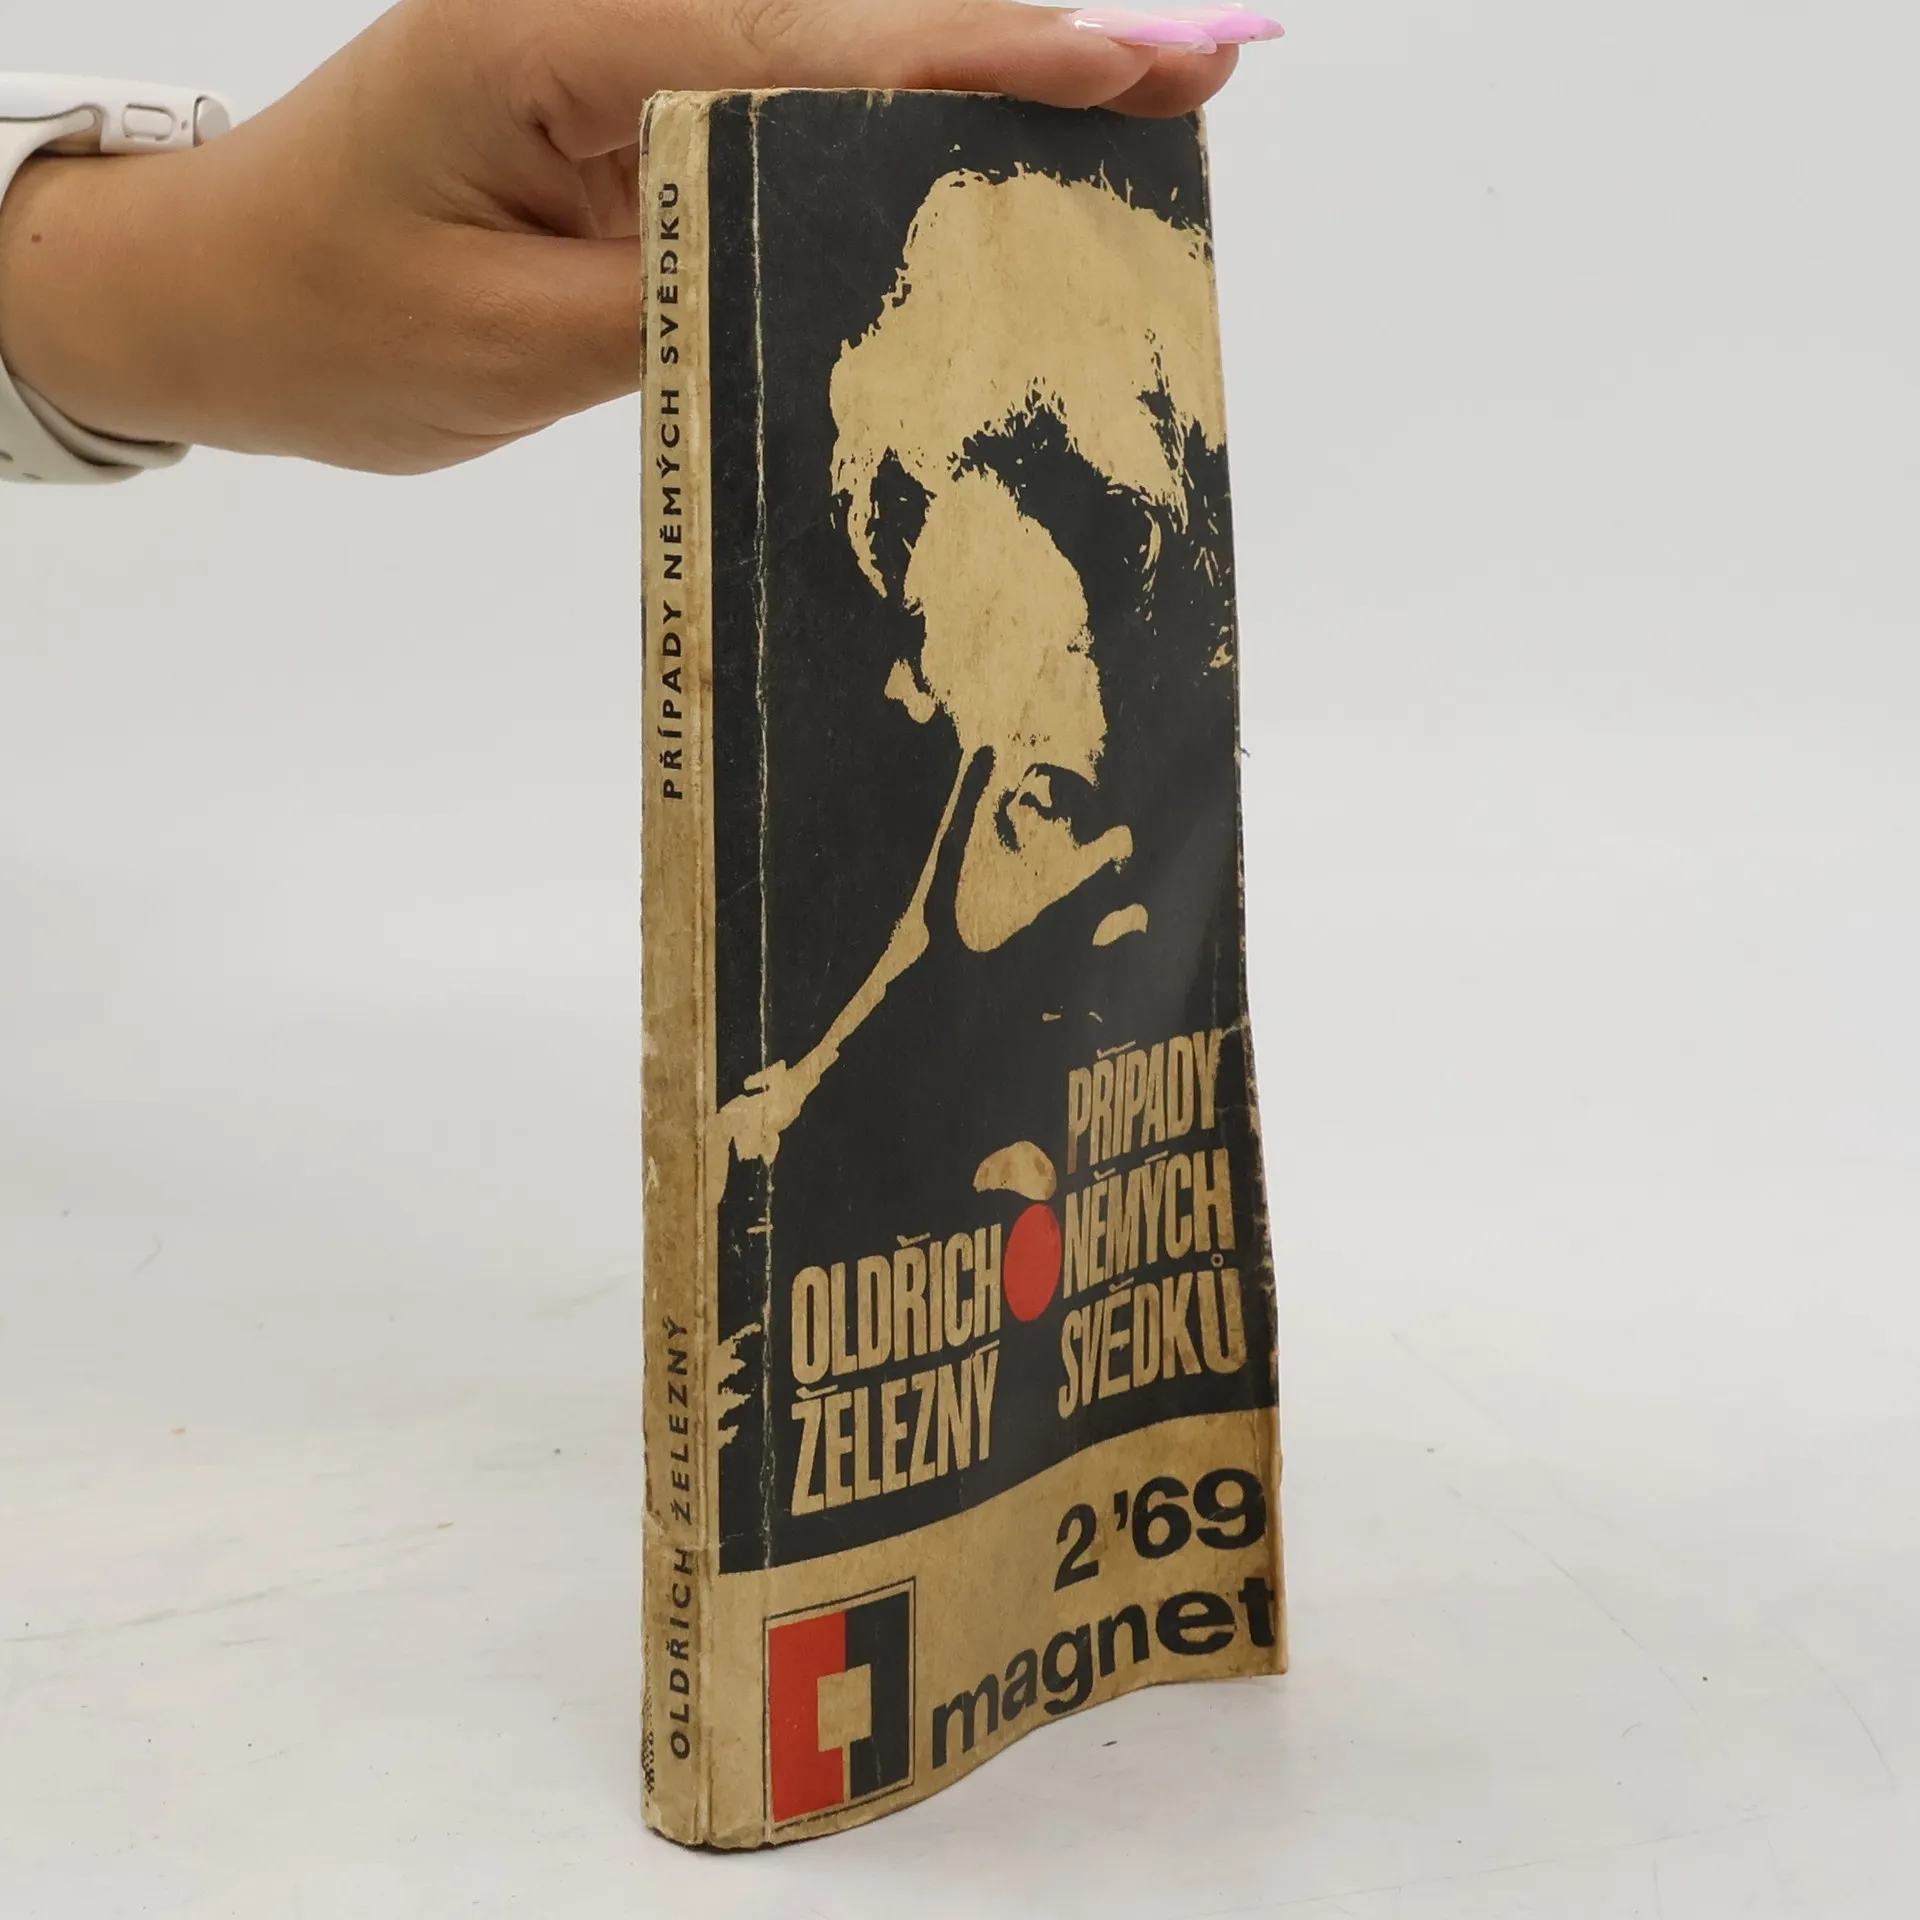 PŘÍPADY NĚMÝCH SVĚDKŮ
OLDŘICH ŽELEZNÝ
PŘÍPADY
NĚMÝCH
SVĚDKŮ
OLDŘICH
ŽELEZNÝ
2'69
magnet